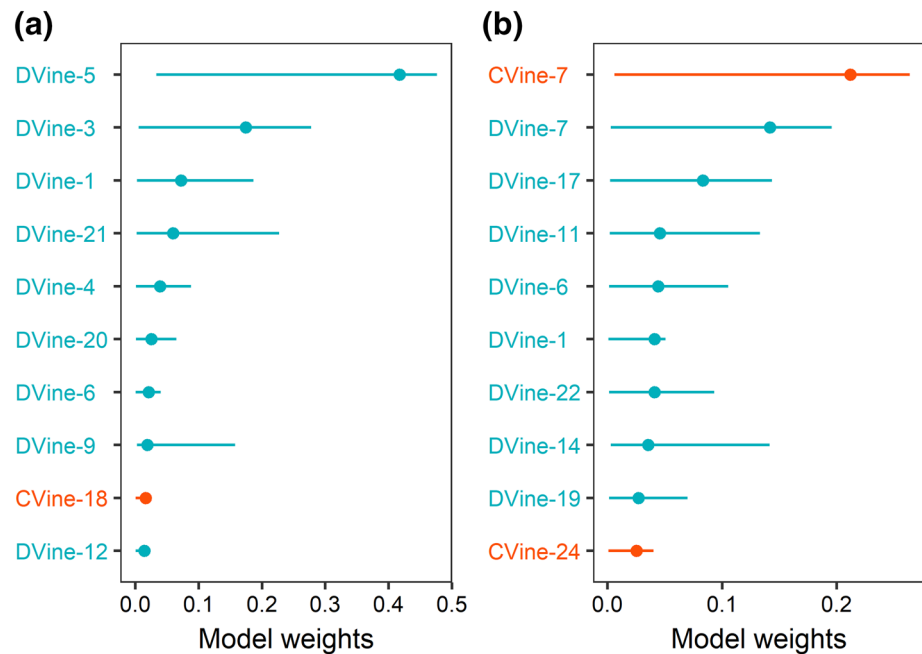 (a)
DVine-5
DVine-3
DVine-1
DVine-21
DVine-4
DVine-20
DVine-6
DVine-9
CVine-18
DVine-12
0.0 0.1 0.2 0.3 0.4 0.5
Model weights
(b)
CVine-7
DVine-7
DVine-17
DVine-11
DVine-6
DVine-1
DVine-22
DVine-14
DVine-19
CVine-24
0.0 0.1 0.2
Model weights